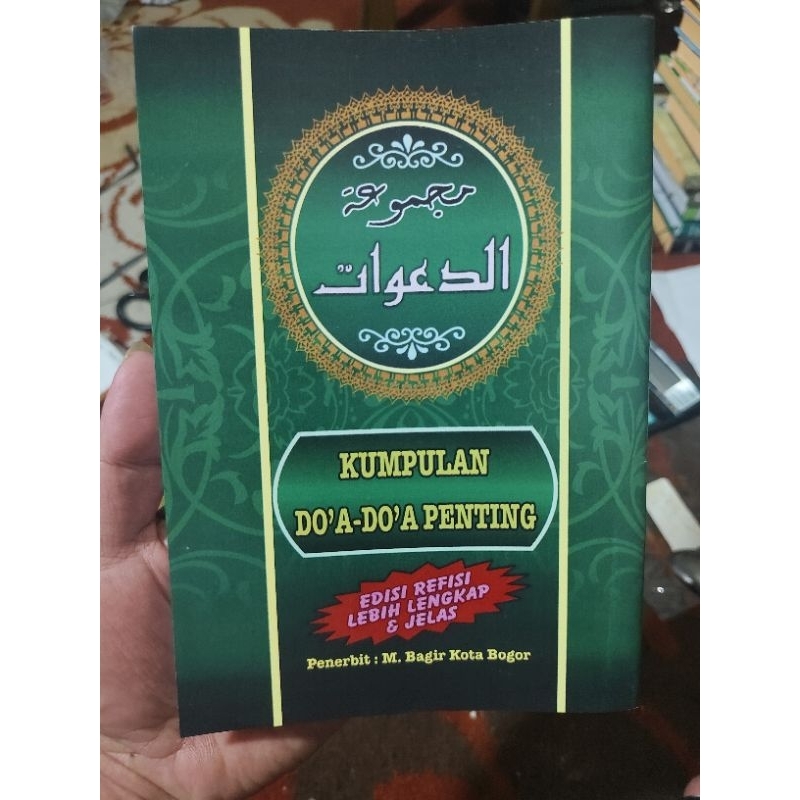 مجموعة
الدعوات
KUMPULAN
DO'A-DO'A PENTING
EDISI REFISI
LEBIH LENGKAP
& JELAS
Penerbit : M. Bagir Kota Bogor